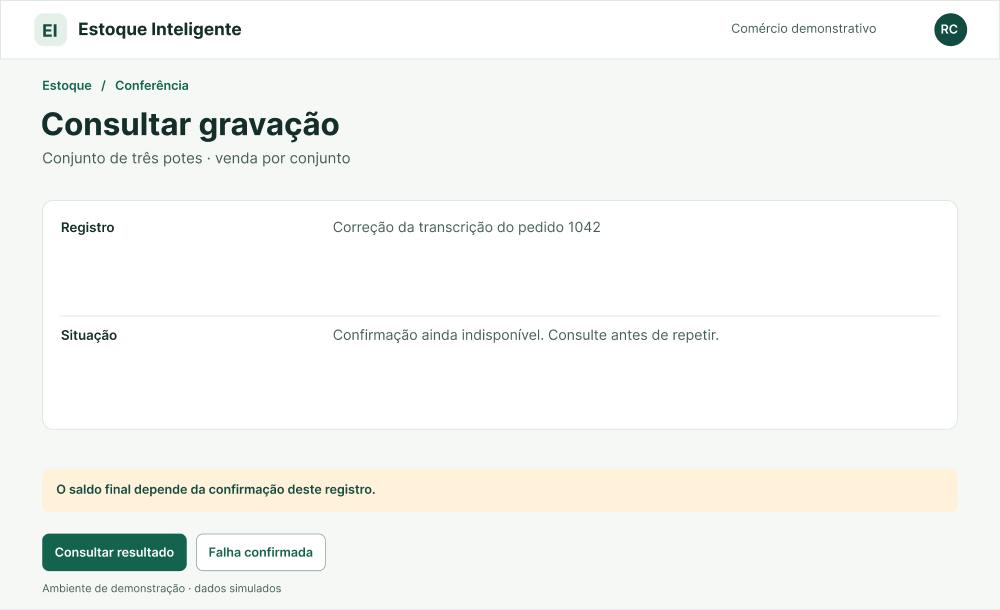 EI
Estoque Inteligente
Comércio demonstrativo
RC
Estoque / Conferência
Consultar gravação
Conjunto de três potes · venda por conjunto
Registro
Correção da transcrição do pedido 1042
Situação
Confirmação ainda indisponível. Consulte antes de repetir.
O saldo final depende da confirmação deste registro.
Consultar resultado
Falha confirmada
Ambiente de demonstração · dados simulados